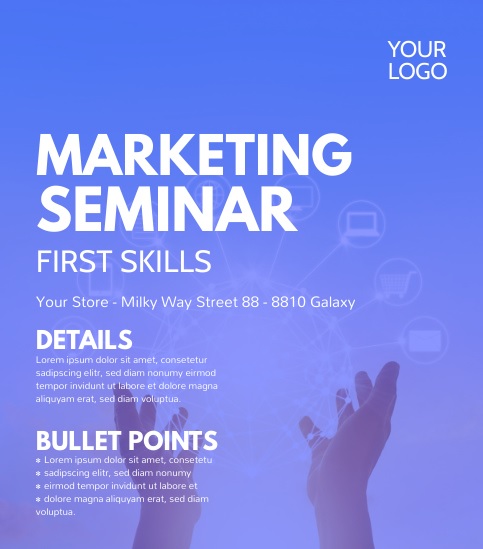 YOUR
LOGO
MARKETING
SEMINAR
FIRST SKILLS
Your Store - Milky Way Street 88 - 8810 Galaxy
DETAILS
Lorem ipsum dolor sit amet, consetetur
sadipscing elitr, sed diam nonumy eirmod
tempor invidunt ut labore et dolore magna
aliquyam erat, sed diam voluptua.
BULLET POINTS
* Lorem ipsum dolor sit amet, consetetu
* sadipscing elitr, sed diam nonumy
* eirmod tempor invidunt ut labore et
* dolore magna aliquyam erat, sed diam
voluptua.